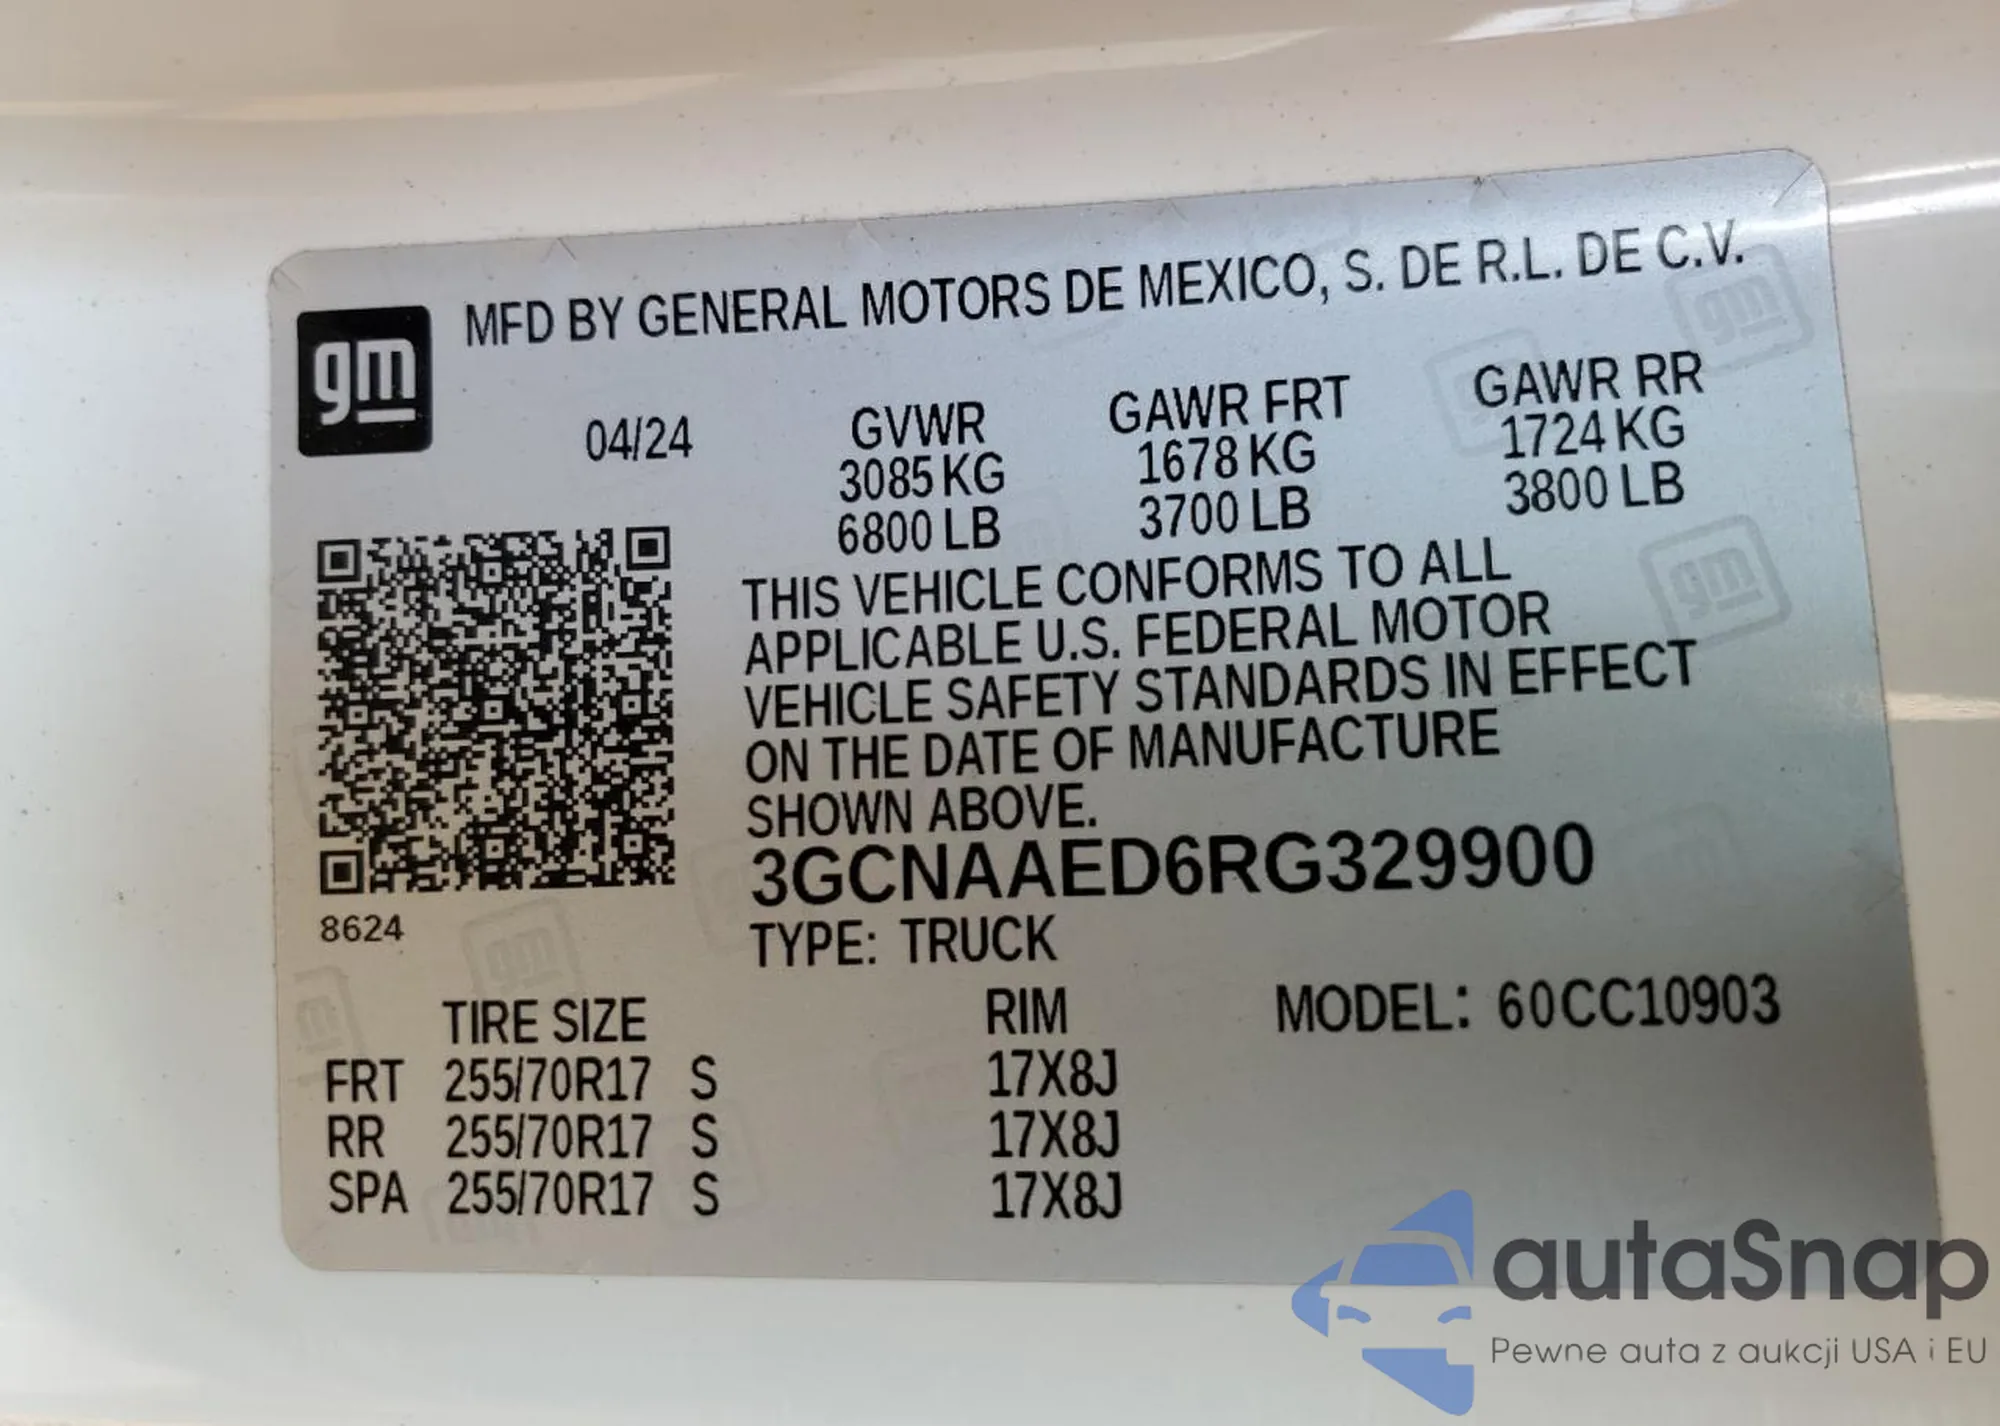 gm
MFD BY GENERAL MOTORS DE MEXICO, S. DE R.L. DE C.V.
04/24 GVWR GAWR FRT GAWR RR
3085 KG 1678 KG 1724 KG
6800 LB 3700 LB 3800 LB
THIS VEHICLE CONFORMS TO ALL
APPLICABLE U.S. FEDERAL MOTOR
VEHICLE SAFETY STANDARDS IN EFFECT
ON THE DATE OF MANUFACTURE
SHOWN ABOVE.
3GCNAAED6RG329900
8624
TYPE: TRUCK
TIRE SIZE RIM MODEL: 60CC10903
FRT 255/70R17 S 17X8J
RR 255/70R17 S 17X8J
SPA 255/70R17 S 17X8J
autaSnap
Pewne auta z aukcji USA i EU